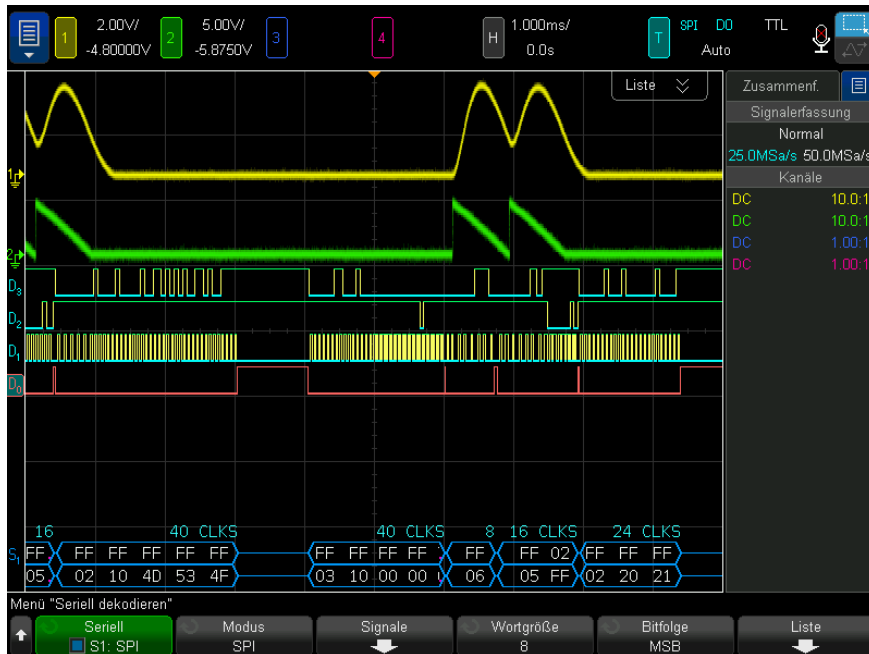 1 2.00V/ 2 5.00V/ 3 4 H 1.000ms/ T SPI D0 TTL
-4.80000V -5.8750V 0.0s Auto
Liste
Zusammenf.
Signalerfassung
Normal
25.0MSa/s 50.0MSa/s
Kanäle
DC 10.0:1
DC 10.0:1
DC 1.00:1
DC 1.00:1
1
2
D3
D2
D1
D0
16 40 CLKS 40 CLKS 8 16 CLKS 24 CLKS
S1 FF FF FF FF FF FF FF FF FF FF FF FF 02 FF FF FF
05 02 10 4D 53 4F 03 10 00 00 06 05 FF 02 20 21
Menü "Seriell dekodieren"
Seriell Modus Signale Wortgröße Bitfolge Liste
S1: SPI SPI 8 MSB